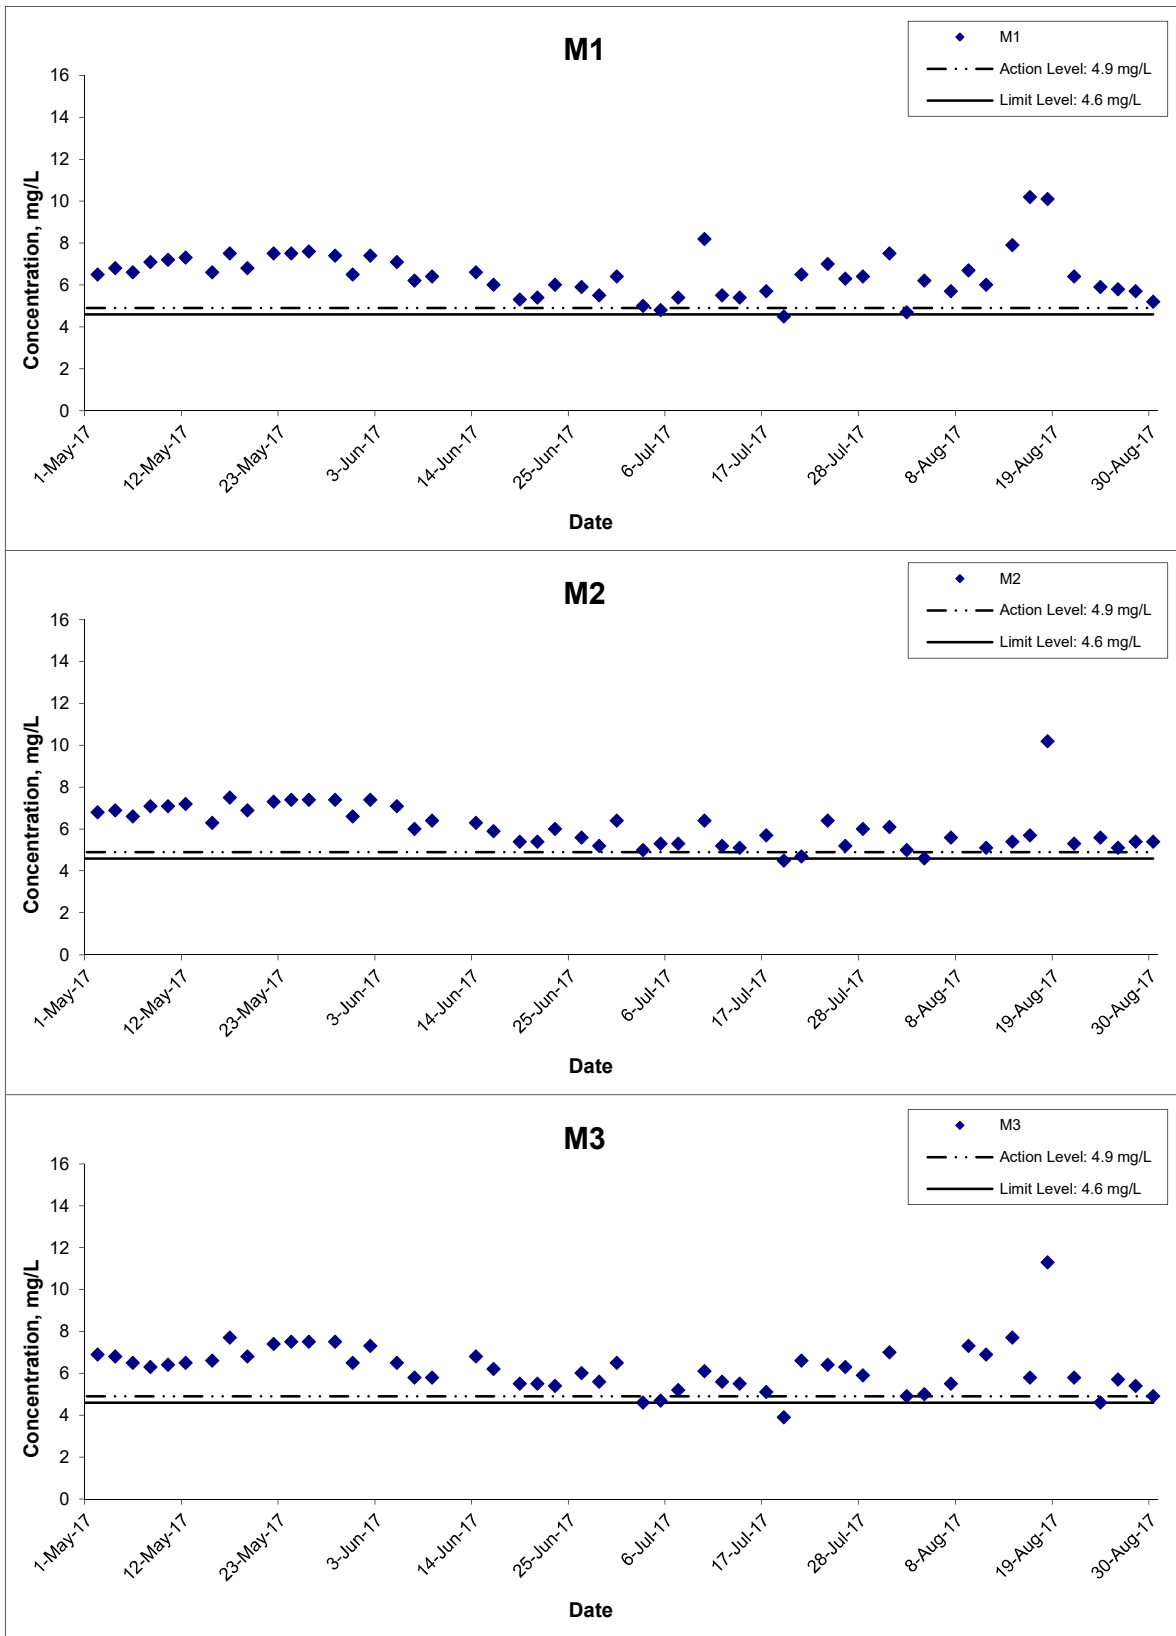 M1
M1
Action Level: 4.9 mg/L
Limit Level: 4.6 mg/L
Concentration, mg/L
16
14
12
10
8
6
4
2
0
1-May-17
12-May-17
23-May-17
3-Jun-17
14-Jun-17
25-Jun-17
6-Jul-17
17-Jul-17
28-Jul-17
8-Aug-17
19-Aug-17
30-Aug-17
Date
M2
M2
Action Level: 4.9 mg/L
Limit Level: 4.6 mg/L
Concentration, mg/L
16
14
12
10
8
6
4
2
0
1-May-17
12-May-17
23-May-17
3-Jun-17
14-Jun-17
25-Jun-17
6-Jul-17
17-Jul-17
28-Jul-17
8-Aug-17
19-Aug-17
30-Aug-17
Date
M3
M3
Action Level: 4.9 mg/L
Limit Level: 4.6 mg/L
Concentration, mg/L
16
14
12
10
8
6
4
2
0
1-May-17
12-May-17
23-May-17
3-Jun-17
14-Jun-17
25-Jun-17
6-Jul-17
17-Jul-17
28-Jul-17
8-Aug-17
19-Aug-17
30-Aug-17
Date